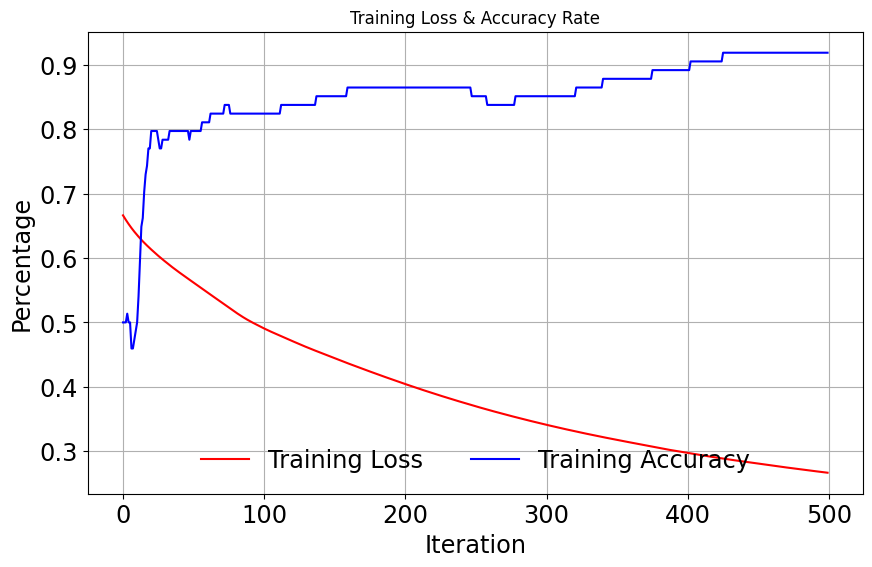 Training Loss & Accuracy Rate
0.9
0.8
0.7
0.6
0.5
0.4
0.3
Percentage
Training Loss Training Accuracy
0 100 200 300 400 500
Iteration